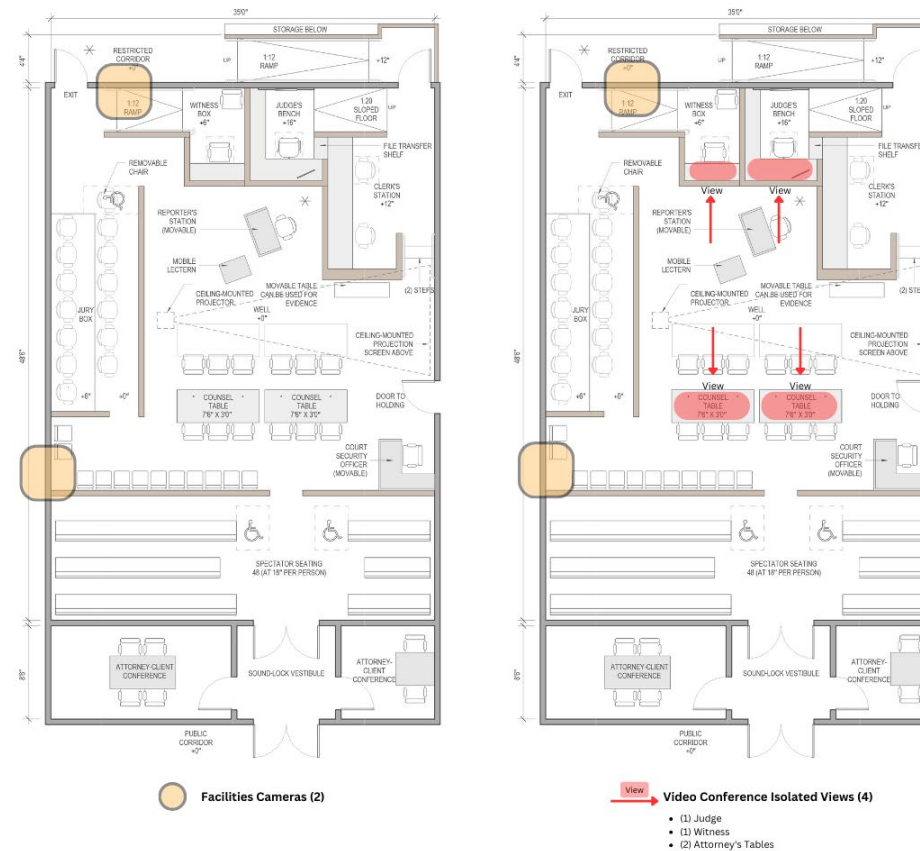 35'0"
STORAGE BELOW
4'4"
RESTRICTED
CORRIDOR
+0"
UP
1:12
RAMP
+12"
EXIT
1:12
RAMP
WITNESS
BOX
+6"
JUDGE'S
BENCH
+16"
1:20
SLOPED
FLOOR
UP
FILE TRANSFER
SHELF
REMOVABLE
CHAIR
CLERK'S
STATION
+12"
REPORTER'S
STATION
(MOVABLE)
MOBILE
LECTERN
CEILING-MOUNTED
PROJECTOR
MOVABLE TABLE
CAN BE USED FOR
EVIDENCE
(2) STEPS
WELL
+0"
JURY
BOX
CEILING-MOUNTED
PROJECTION
SCREEN ABOVE
48'6"
+6"
+0"
COUNSEL
TABLE
7'6" X 3'0"
COUNSEL
TABLE
7'6" X 3'0"
DOOR TO
HOLDING
COURT
SECURITY
OFFICER
(MOVABLE)
SPECTATOR SEATING
48 (AT 18" PER PERSON)
8'6"
ATTORNEY-CLIENT
CONFERENCE
SOUND-LOCK VESTIBULE
ATTORNEY-
CLIENT
CONFERENCE
PUBLIC
CORRIDOR
+0"
Facilities Cameras (2)
35'0"
STORAGE BELOW
4'4"
RESTRICTED
CORRIDOR
+0"
UP
1:12
RAMP
+12"
EXIT
1:12
RAMP
WITNESS
BOX
+6"
JUDGE'S
BENCH
+16"
1:20
SLOPED
FLOOR
UP
FILE TRANSFER
SHELF
REMOVABLE
CHAIR
View
View
CLERK'S
STATION
+12"
REPORTER'S
STATION
(MOVABLE)
MOBILE
LECTERN
CEILING-MOUNTED
PROJECTOR
MOVABLE TABLE
CAN BE USED FOR
EVIDENCE
(2) STE
WELL
+0"
JURY
BOX
CEILING-MOUNTED
PROJECTION
SCREEN ABOVE
48'6"
View
View
+6"
+0"
COUNSEL
TABLE
7'6" X 3'0"
COUNSEL
TABLE
7'6" X 3'0"
DOOR TO
HOLDING
COURT
SECURITY
OFFICER
(MOVABLE)
SPECTATOR SEATING
48 (AT 18" PER PERSON)
8'6"
ATTORNEY-CLIENT
CONFERENCE
SOUND-LOCK VESTIBULE
ATTORNEY-
CLIENT
CONFERENCE
PUBLIC
CORRIDOR
+0"
View
Video Conference Isolated Views (4)
• (1) Judge
• (1) Witness
• (2) Attorney's Tables